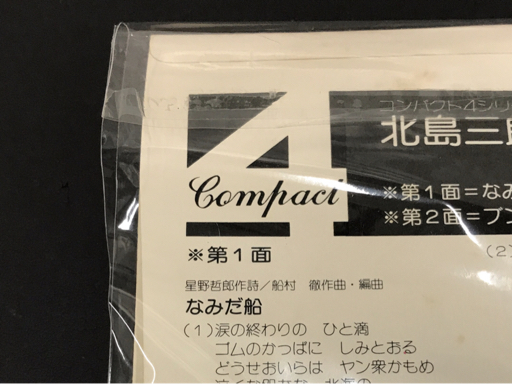 4
Compact
コンパクト4シリ
北島三郎
※第1面=なみ
※第2面=ブン
※第1面
(2)
星野哲郎作詩/船村 徹作曲・編曲
なみだ船
(1)涙の終わりの ひと滴
ゴムのかっぱに しみとおる
どうせおいらは ヤン衆かもめ